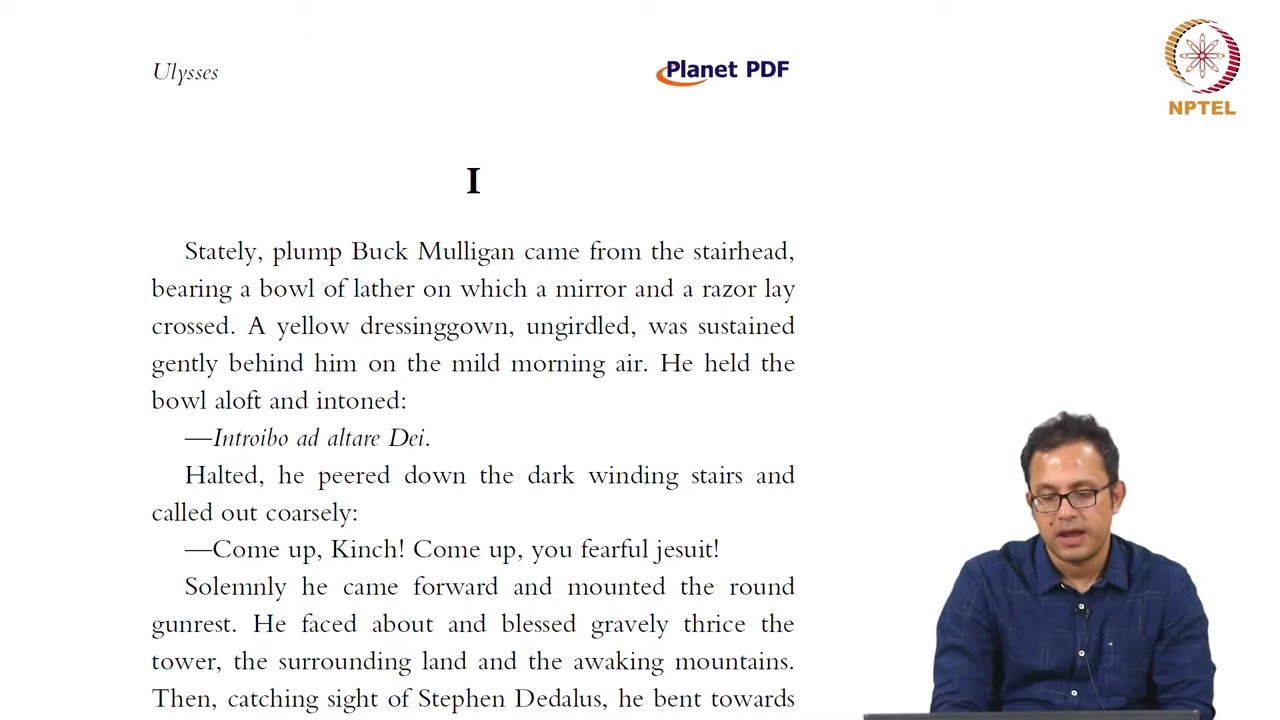 Ulysses
Planet PDF
NPTEL
I
Stately, plump Buck Mulligan came from the stairhead,
bearing a bowl of lather on which a mirror and a razor lay
crossed. A yellow dressinggown, ungirdled, was sustained
gently behind him on the mild morning air. He held the
bowl aloft and intoned:
—Introibo ad altare Dei.
Halted, he peered down the dark winding stairs and
called out coarsely:
—Come up, Kinch! Come up, you fearful jesuit!
Solemnly he came forward and mounted the round
gunrest. He faced about and blessed gravely thrice the
tower, the surrounding land and the awaking mountains.
Then, catching sight of Stephen Dedalus, he bent towards